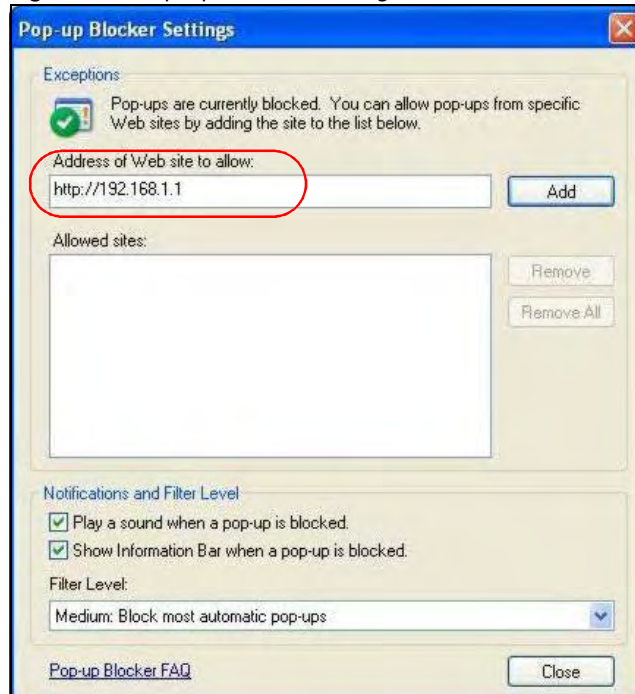 Pop-up Blocker Settings
Exceptions
Pop-ups are currently blocked. You can allow pop-ups from specific
Web sites by adding the site to the list below.
Address of Web site to allow:
http://192.168.1.1
Add
Allowed sites:
Remove
Remove All
Notifications and Filter Level
Play a sound when a pop-up is blocked.
Show Information Bar when a pop-up is blocked.
Filter Level:
Medium: Block most automatic pop-ups
Pop-up Blocker FAQ
Close